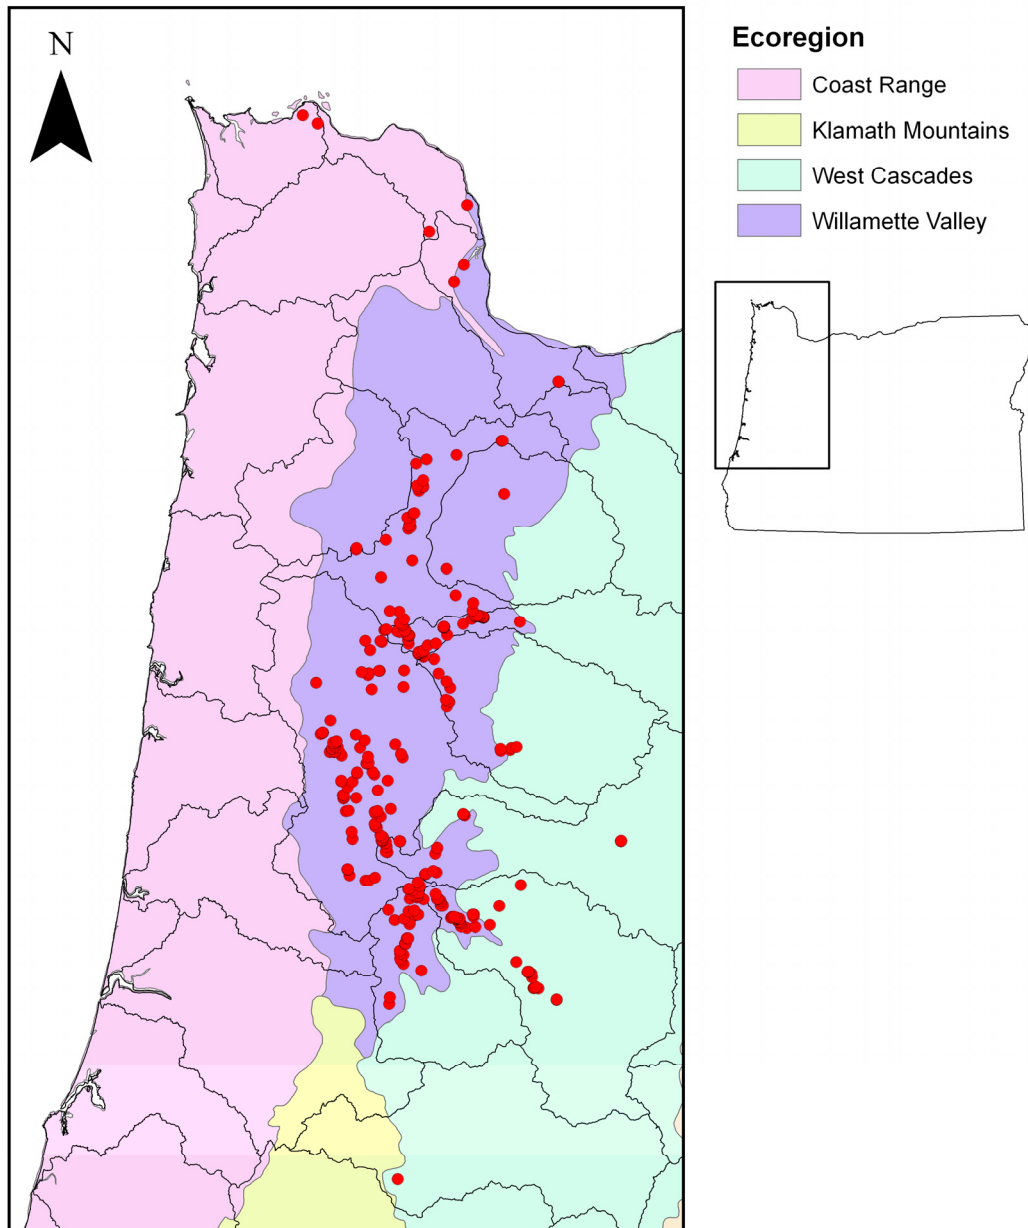 N
Ecoregion
Coast Range
Klamath Mountains
West Cascades
Willamette Valley